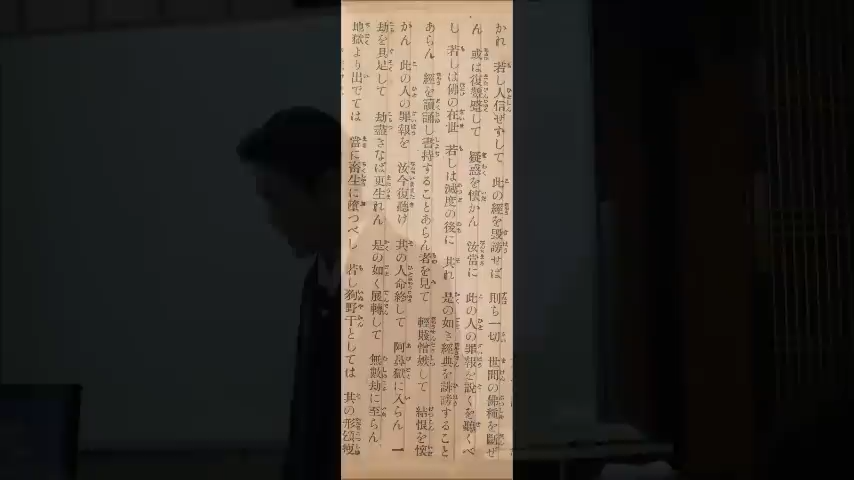 かれ 若し人信ぜずして 此の經を毀謗せば 則ち一切 世間の佛種を斷ぜ
ん 或は復顰蹙して 疑惑を懷かん 汝當に 此の人の罪報を說くを聽くべ
し 若しは佛の在世 若しは滅度の後に 其れ 是の如き經典を誹謗すること
あらん 經を讀誦し書持すること あらん者を見て 輕賤憎嫉して 結恨を懷
かん 此の人の罪報を 汝今復聽け 其の人命終して 阿鼻獄に入らん 一
劫を具足して 劫盡きなば更生れん 是の如く展轉して 無數劫に至らん
地獄より出でては 當に畜生に墮つべし 若し狗野干としては 其の形𩑔瘦